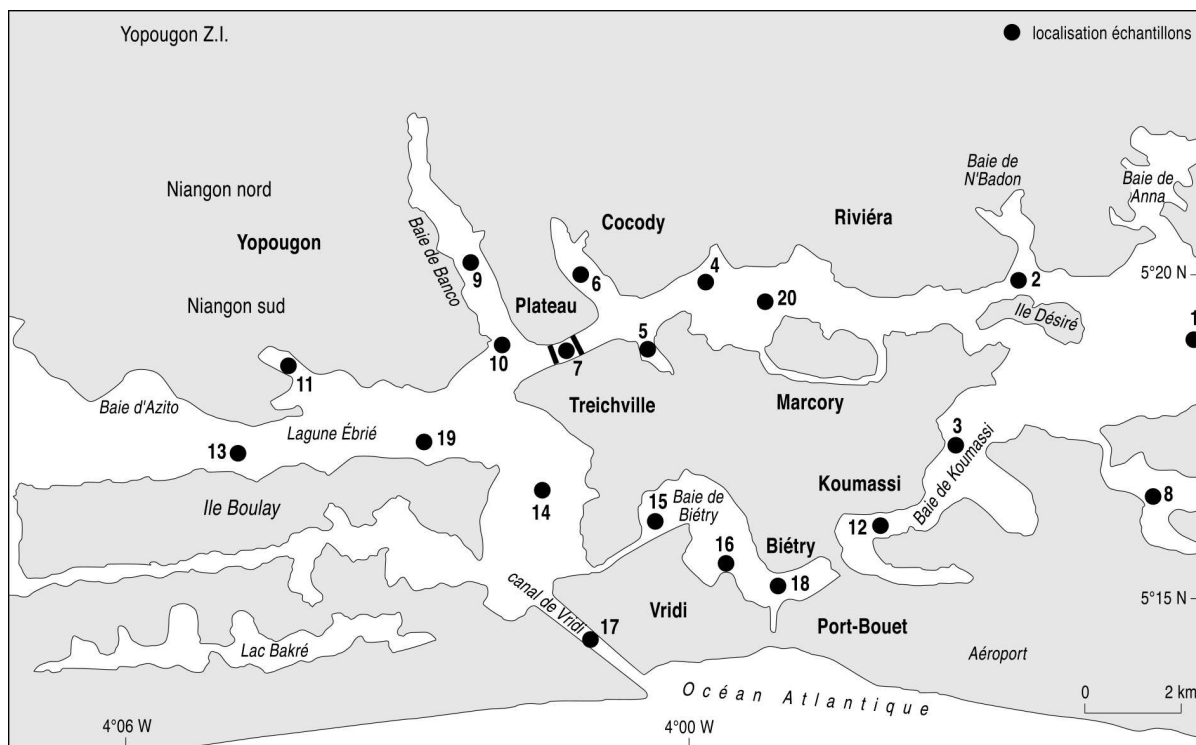 Yopougon Z.I.
localisation échantillons
Baie de
N'Badon
Baie de
Anna
Niangon nord
Cocody
Riviéra
Yopougon
Baie de Banco
9
6
4
2
5°20 N
20
Niangon sud
Plateau
Ile Désiré
1
10
7
5
11
Baie d'Azito
Treichville
Marcory
Lagune Ébrié
19
3
13
Baie de Koumassi
Ile Boulay
14
15
Baie de
Biétry
Koumassi
8
12
16
Biétry
18
5°15 N
canal de Vridi
17
Vridi
Port-Bouet
Lac Bakré
Aéroport
Océan Atlantique
0 2 km
4°06 W
4°00 W